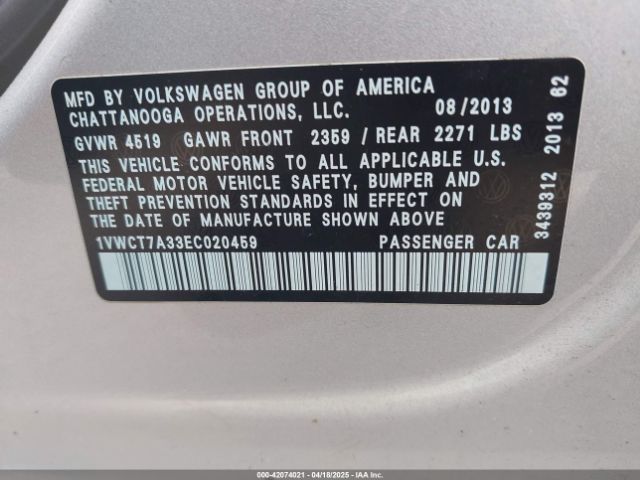 MFD BY VOLKSWAGEN GROUP OF AMERICA
CHATTANOOGA OPERATIONS, LLC. 08/2013
GVWR 4519 GAWR FRONT 2359 / REAR 2271 LBS
THIS VEHICLE CONFORMS TO ALL APPLICABLE U.S.
FEDERAL MOTOR VEHICLE SAFETY, BUMPER AND
THEFT PREVENTION STANDARDS IN EFFECT ON
THE DATE OF MANUFACTURE SHOWN ABOVE
1VWCT7A33EC020459 PASSENGER CAR
3439312 2013 62
000-42074021 | 04/18/2025 - IAAI.COM